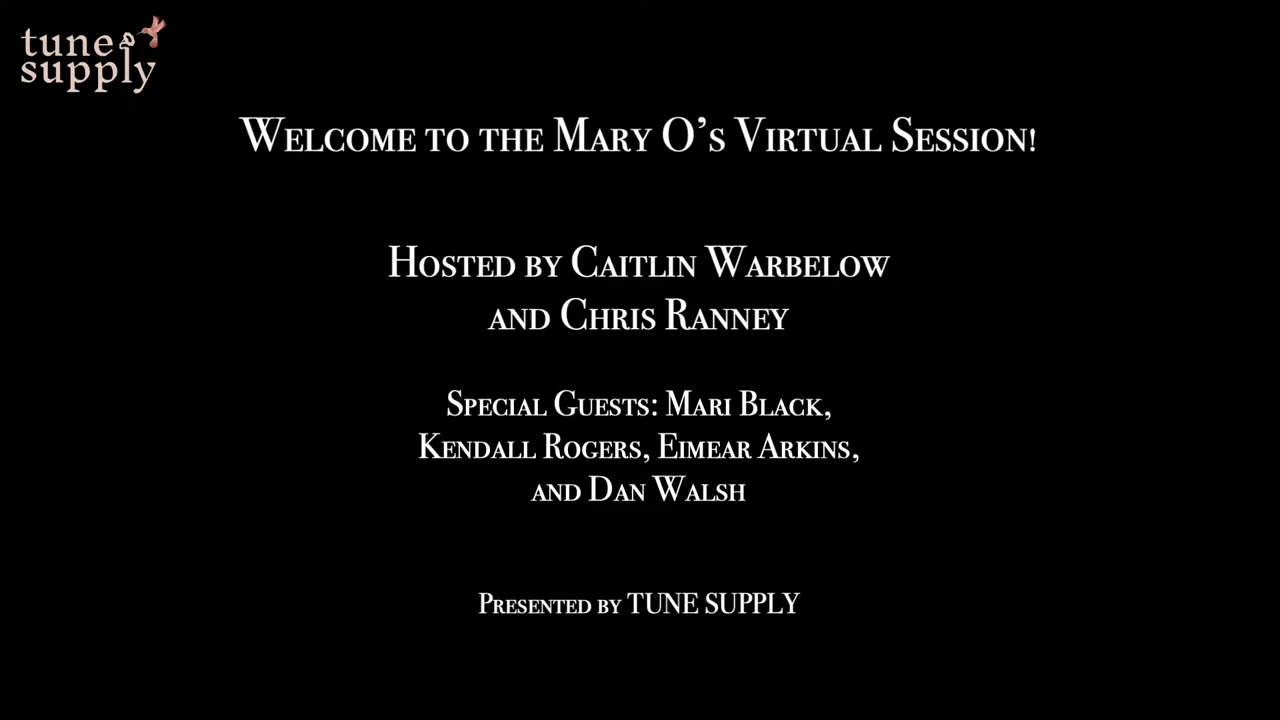 tune
supply
Welcome to the Mary O's Virtual Session!
Hosted by Caitlin Warbelow
and Chris Ranney
Special Guests: Mari Black,
Kendall Rogers, Eimear Arkins,
and Dan Walsh
Presented by TUNE SUPPLY